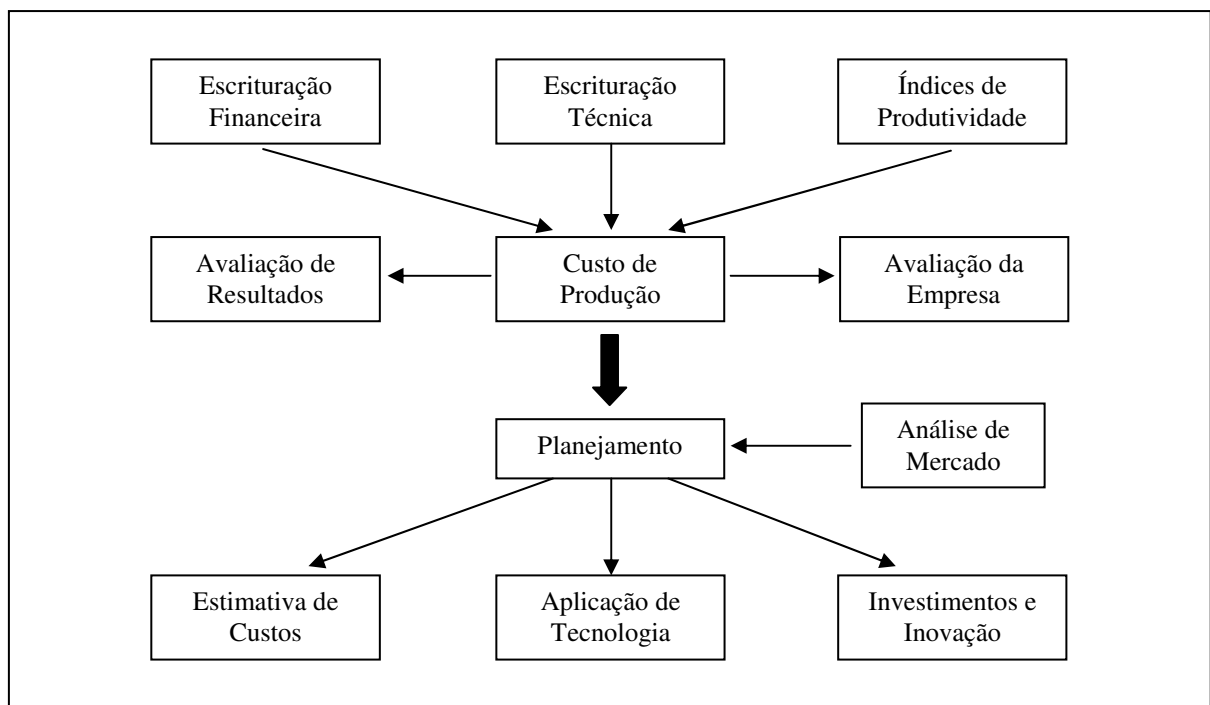 Escrituração
Financeira
Escrituração
Técnica
Índices de
Produtividade
Avaliação de
Resultados
Custo de
Produção
Avaliação da
Empresa
Planejamento
Análise de
Mercado
Estimativa de
Custos
Aplicação de
Tecnologia
Investimentos e
Inovação